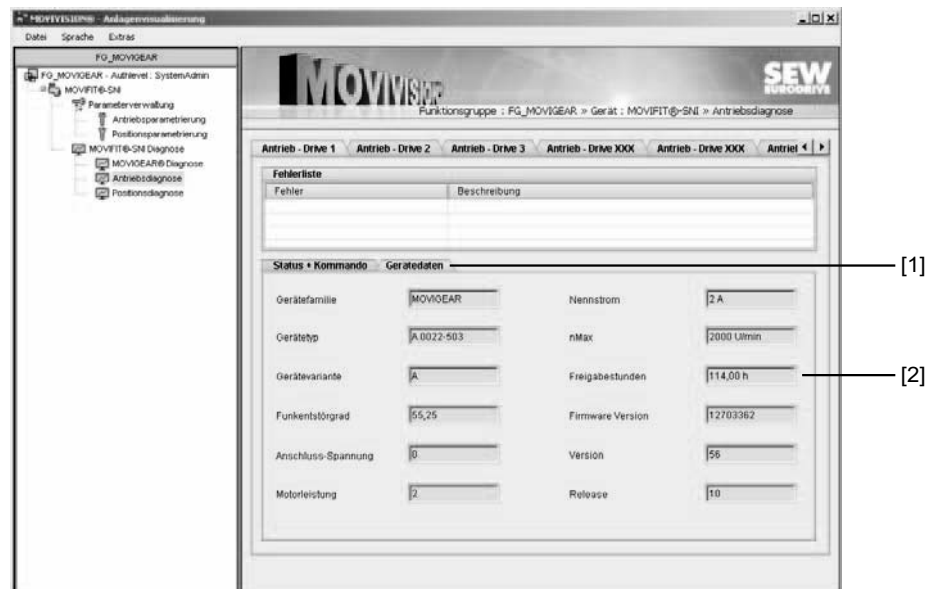 MOVIVISION® - Anlagenvisualisierung
Datei Sprache Extras
FG_MOVIGEAR
FG_MOVIGEAR - Authlevel : SystemAdmin
MOVIFIT®-SNI
Parameterverwaltung
Antriebsparametrierung
Positionsparametrierung
MOVIFIT®-SNI Diagnose
MOVIGEAR® Diagnose
Antriebsdiagnose
Positionsdiagnose
MOVIVISION
SEW
EURODRIVE
Funktionsgruppe : FG_MOVIGEAR » Gerät : MOVIFIT®-SNI » Antriebsdiagnose
Antrieb - Drive 1 Antrieb - Drive 2 Antrieb - Drive 3 Antrieb - Drive XXX Antrieb - Drive XXX Antriel
Fehlerliste
Fehler Beschreibung
Status + Kommando Gerätedaten [1]
Gerätefamilie MOVIGEAR Nennstrom 2 A
Gerätetyp A 0022-503 nMax 2000 U/min
Gerätevariante A Freigabestunden 114,00 h [2]
Funkentstörgrad 55,25 Firmware Version 12703362
Anschluss-Spannung 0 Version 56
Motorleistung 2 Release 10